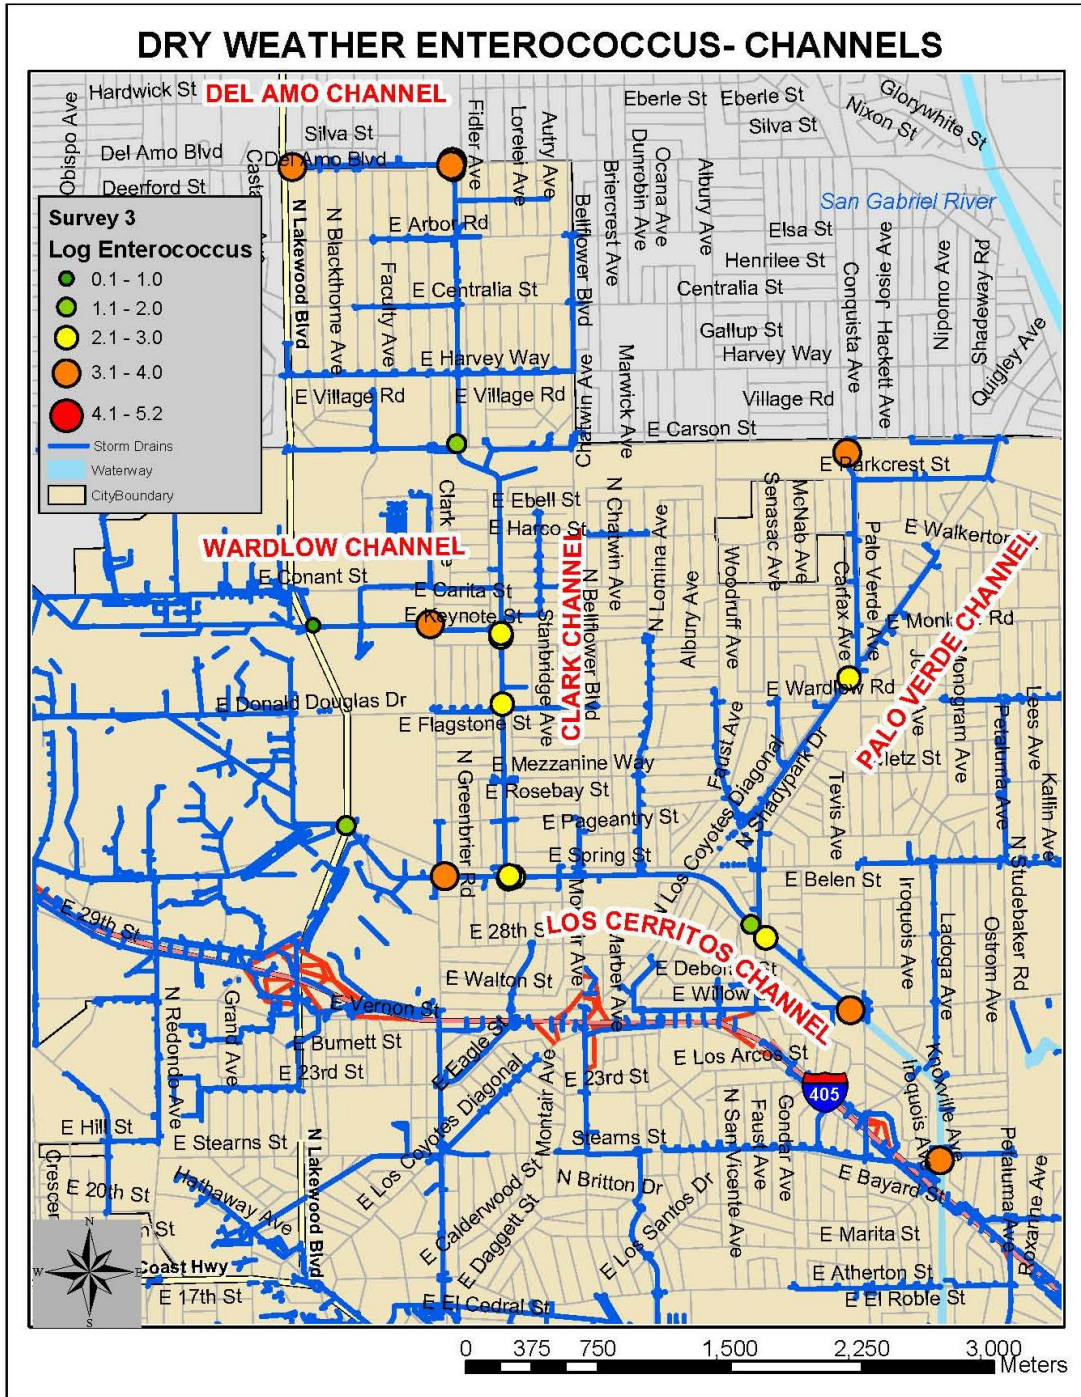 DRY WEATHER ENTEROCOCCUS- CHANNELS
Hardwick St
DEL AMO CHANNEL
Obispo Ave
Silva St
Del Amo Blvd
Del Amo Blvd
Deerford St
Fidler Ave
Lorelei Ave
Autry Ave
Eberle St
Eberle St
Silva St
Nixon St
Glorywhite St
Dunrobin Ave
Ocana Ave
Albury Ave
Briercrest Ave
Bellflower Blvd
San Gabriel River
Elsa St
Henrilee St
Centralia St
Gallup St
Harvey Way
Village Rd
Conquista Ave
Josie Ave
Hackett Ave
Nipomo Ave
Shadeway Rd
Quigley Ave
Survey 3
Log Enterococcus
0.1 - 1.0
1.1 - 2.0
2.1 - 3.0
3.1 - 4.0
4.1 - 5.2
Storm Drains
Waterway
CityBoundary
N Lakewood Blvd
N Blackthorne Ave
Faculty Ave
E Arbor Rd
E Centralia St
E Harvey Way
E Village Rd
E Village Rd
Chatwin Ave
Marwick Ave
E Carson St
E Parkcrest St
E Ebell St
E Harco St
Clark
WARDLOW CHANNEL
E Conant St
E Carita St
E Keynote St
Stanbridge Ave
CLARK CHANNEL
N Bellflower Blvd
N Chatwin Ave
N Lomina Ave
Albury Ave
Woodruff Ave
Senasac Ave
McNab Ave
Carfax Ave
Palo Verde Ave
PALO VERDE CHANNEL
E Wardlow Rd
Monogram Ave
Petaluma Ave
Lees Ave
Kallin Ave
E Donald Douglas Dr
E Flagstone St
E Mezzanine Way
E Rosebay St
E Pageantry St
E Spring St
N Greenbrier Rd
Faust Ave
N Los Coyotes Diagonal
N Shadypark Dr
Tevis Ave
E Belen St
N Studebaker Rd
Iroquois Ave
Ladoga Ave
Ostrom Ave
E 29th St
E 28th S
LOS CERRITOS CHANNEL
E Walton St
Marber Ave
E Willow
E Vernon St
N Redondo Ave
Grand Ave
E Burnett St
E 23rd St
E Eagle St
E Los Coyotes Diagonal
Montair Ave
E 23rd St
E Los Arcos St
405
N San Vicente Ave
Faust Ave
Gondar Ave
Iroquois Ave
Knoxville Ave
Petaluma Ave
Roxanne Ave
E Hill St
E Stearns St
Stearns St
E Bayard St
E 20th St
Hathaway Ave
N Lakewood Blvd
E Calderwood St
E Daggett St
N Britton Dr
E Los Santos Dr
E Marita St
E Atherton St
E El Roble St
E El Cedral St
Coast Hwy
E 17th St
N
W
E
S
0 375 750 1,500 2,250 3,000
Meters